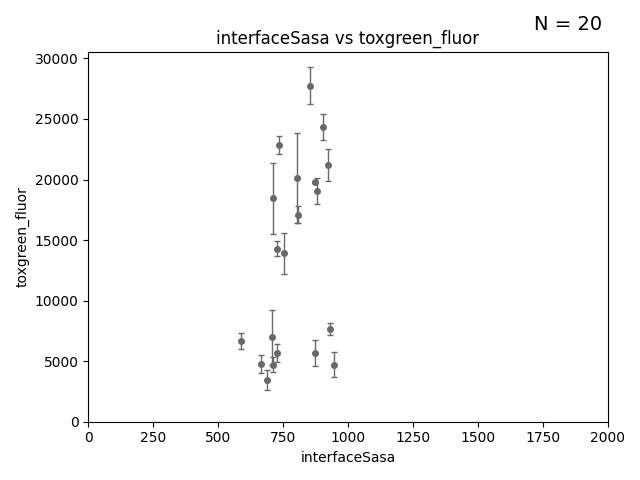 N = 20
interfaceSasa vs toxgreen_fluor
30000
25000
20000
15000
10000
5000
0
toxgreen_fluor
0 250 500 750 1000 1250 1500 1750 2000
interfaceSasa